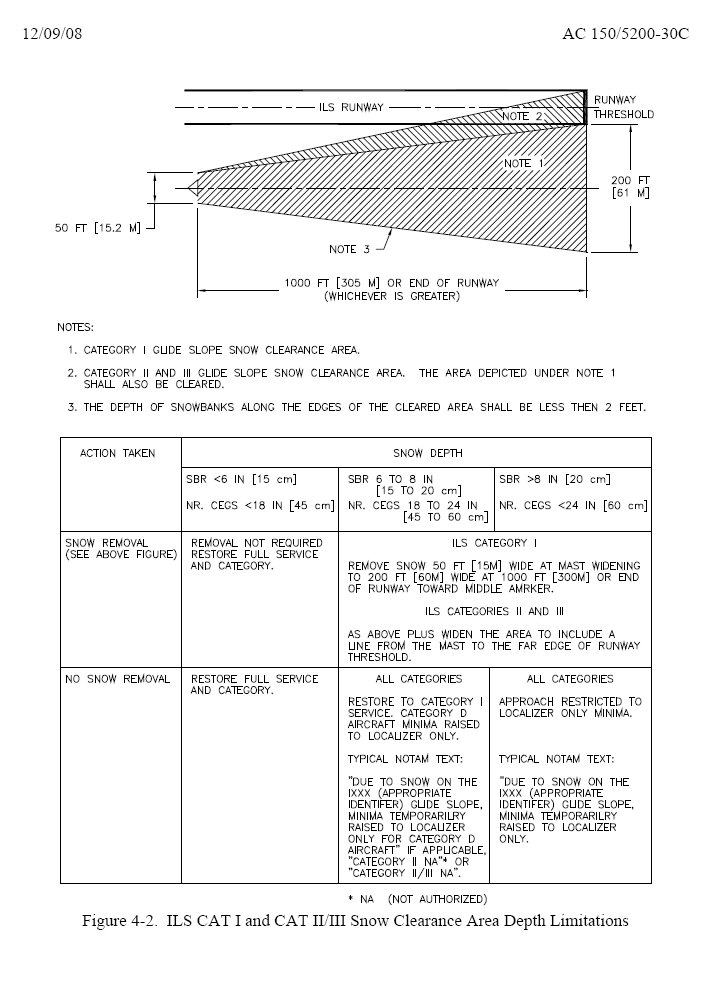 12/09/08
AC 150/5200-30C
ILS RUNWAY
RUNWAY
THRESHOLD
NOTE 2
NOTE 1
200 FT
[61 M]
50 FT [15.2 M]
NOTE 3
1000 FT [305 M] OR END OF RUNWAY
(WHICHEVER IS GREATER)
NOTES:
1. CATEGORY I GLIDE SLOPE SNOW CLEARANCE AREA.
2. CATEGORY II AND III GLIDE SLOPE SNOW CLEARANCE AREA. THE AREA DEPICTED UNDER NOTE 1
SHALL ALSO BE CLEARED.
3. THE DEPTH OF SNOWBANKS ALONG THE EDGES OF THE CLEARED AREA SHALL BE LESS THEN 2 FEET.
ACTION TAKEN
SNOW DEPTH
SBR <6 IN [15 cm]
NR. CEGS <18 IN [45 cm]
SBR 6 TO 8 IN
[15 TO 20 cm]
NR. CEGS 18 TO 24 IN
[45 TO 60 cm]
SBR >8 IN [20 cm]
NR. CEGS <24 IN [60 cm]
SNOW REMOVAL
(SEE ABOVE FIGURE)
REMOVAL NOT REQUIRED
RESTORE FULL SERVICE
AND CATEGORY.
ILS CATEGORY I
REMOVE SNOW 50 FT [15M] WIDE AT MAST WIDENING
TO 200 FT [60M] WIDE AT 1000 FT [300M] OR END
OF RUNWAY TOWARD MIDDLE AMRKER.
ILS CATEGORIES II AND III
AS ABOVE PLUS WIDEN THE AREA TO INCLUDE A
LINE FROM THE MAST TO THE FAR EDGE OF RUNWAY
THRESHOLD.
NO SNOW REMOVAL
RESTORE FULL SERVICE
AND CATEGORY.
ALL CATEGORIES
RESTORE TO CATEGORY I
SERVICE. CATEGORY D
AIRCRAFT MINIMA RAISED
TO LOCALIZER ONLY.
TYPICAL NOTAM TEXT:
"DUE TO SNOW ON THE
IXXX (APPROPRIATE
IDENTIFER) GLIDE SLOPE,
MINIMA TEMPORARILRY
RAISED TO LOCALIZER
ONLY FOR CATEGORY D
AIRCRAFT" IF APPLICABLE,
"CATEGORY II NA"* OR
"CATEGORY II/III NA".
ALL CATEGORIES
APPROACH RESTRICTED TO
LOCALIZER ONLY MINIMA.
TYPICAL NOTAM TEXT:
"DUE TO SNOW ON THE
IXXX (APPROPRIATE
IDENTIFER) GLIDE SLOPE,
MINIMA TEMPORARILY
RAISED TO LOCALIZER
ONLY.
* NA (NOT AUTHORIZED)
Figure 4-2. ILS CAT I and CAT II/III Snow Clearance Area Depth Limitations